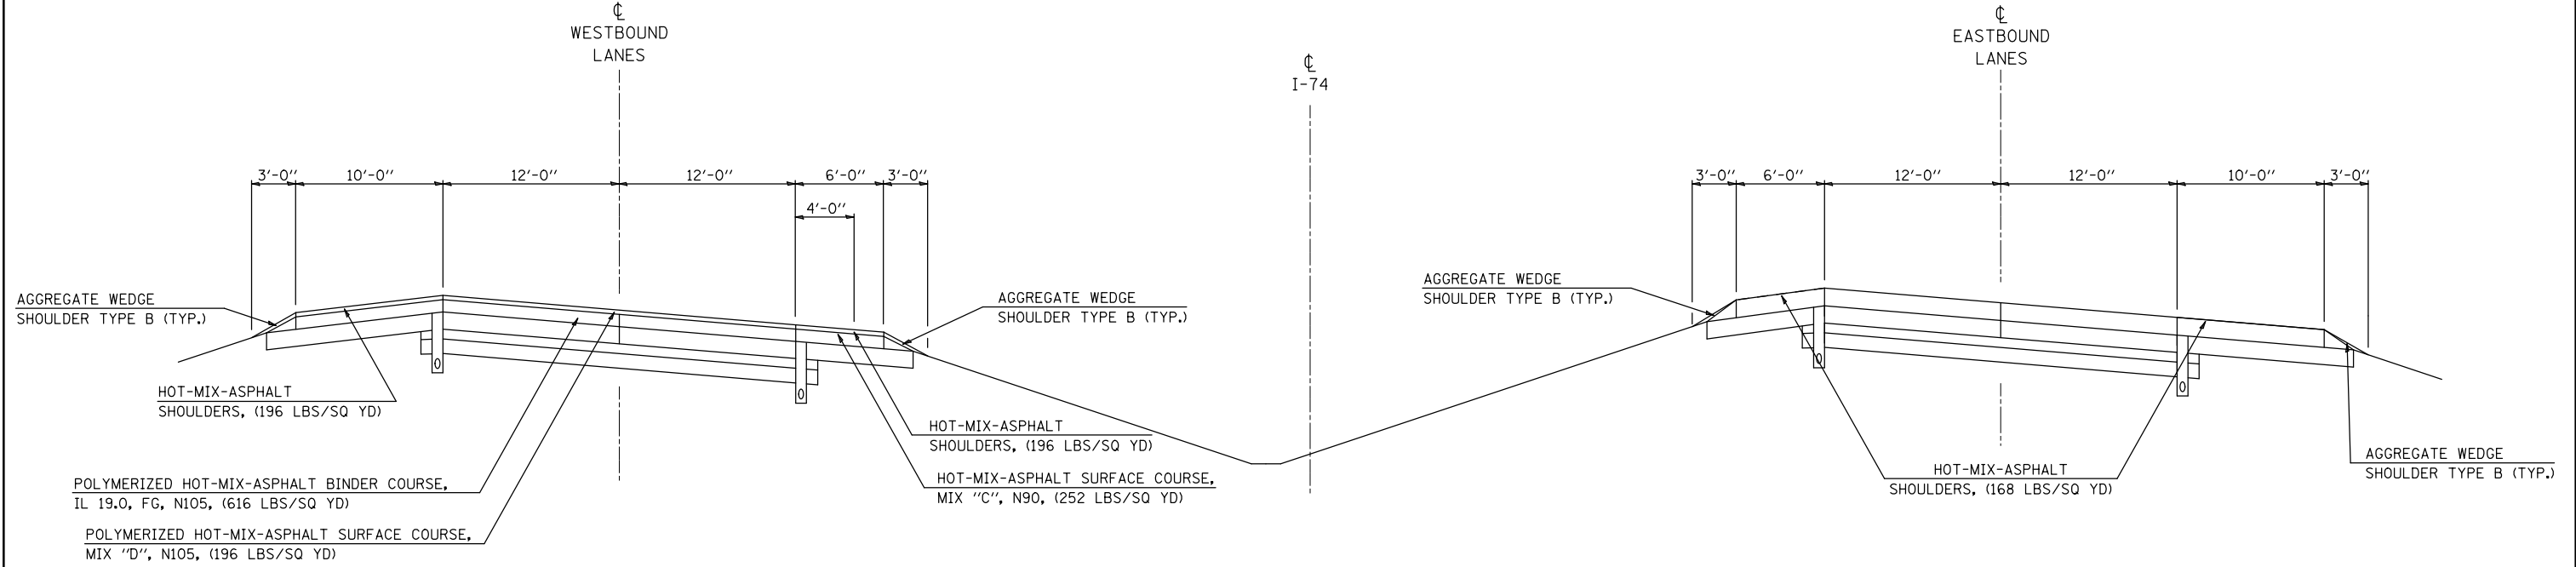 ℄
WESTBOUND
LANES
℄
I-74
℄
EASTBOUND
LANES
3'-0" 10'-0" 12'-0" 12'-0" 6'-0" 3'-0"
4'-0"
3'-0" 6'-0" 12'-0" 12'-0" 10'-0" 3'-0"
AGGREGATE WEDGE
SHOULDER TYPE B (TYP.)
AGGREGATE WEDGE
SHOULDER TYPE B (TYP.)
AGGREGATE WEDGE
SHOULDER TYPE B (TYP.)
HOT-MIX-ASPHALT
SHOULDERS, (196 LBS/SQ YD)
HOT-MIX-ASPHALT
SHOULDERS, (196 LBS/SQ YD)
POLYMERIZED HOT-MIX-ASPHALT BINDER COURSE,
IL 19.0, FG, N105, (616 LBS/SQ YD)
HOT-MIX-ASPHALT SURFACE COURSE,
MIX "C", N90, (252 LBS/SQ YD)
POLYMERIZED HOT-MIX-ASPHALT SURFACE COURSE,
MIX "D", N105, (196 LBS/SQ YD)
HOT-MIX-ASPHALT
SHOULDERS, (168 LBS/SQ YD)
AGGREGATE WEDGE
SHOULDER TYPE B (TYP.)